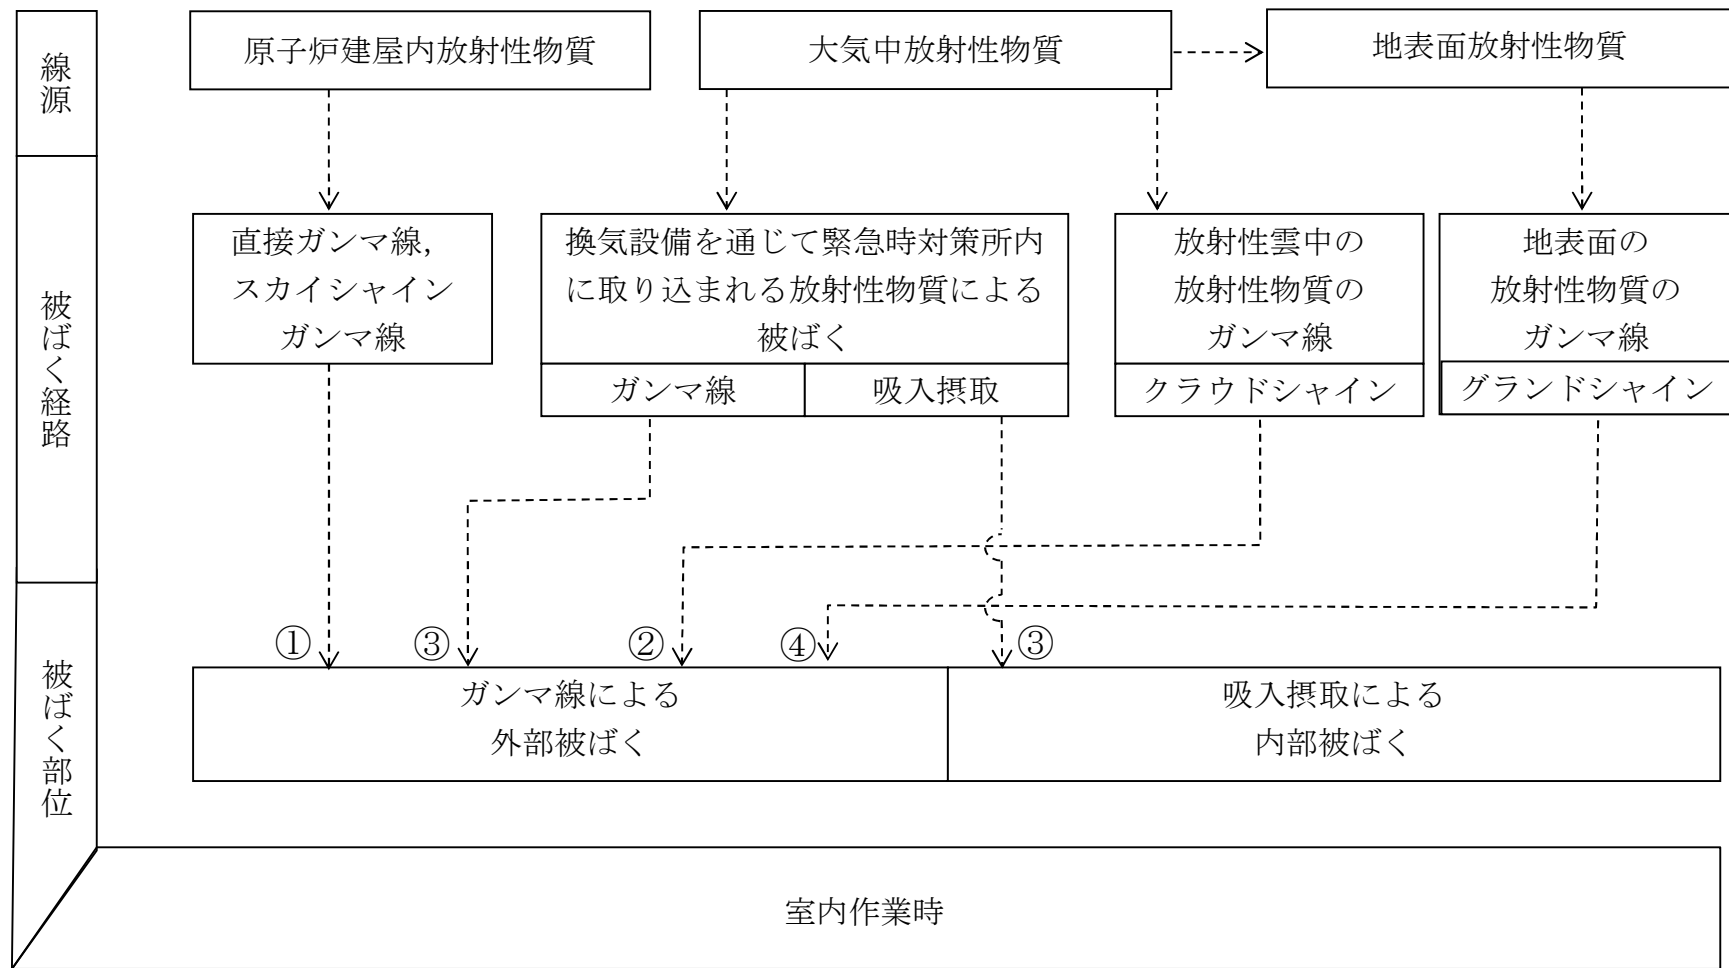 線源
原子炉建屋内放射性物質
大気中放射性物質
地表面放射性物質
被ばく経路
直接ガンマ線,
スカイシャイン
ガンマ線
換気設備を通じて緊急時対策所内
に取り込まれる放射性物質による
被ばく
ガンマ線
吸入摂取
放射性雲中の
放射性物質の
ガンマ線
クラウドシャイン
地表面の
放射性物質の
ガンマ線
グランドシャイン
被ばく部位
①
③
②
④
③
ガンマ線による
外部被ばく
吸入摂取による
内部被ばく
室内作業時